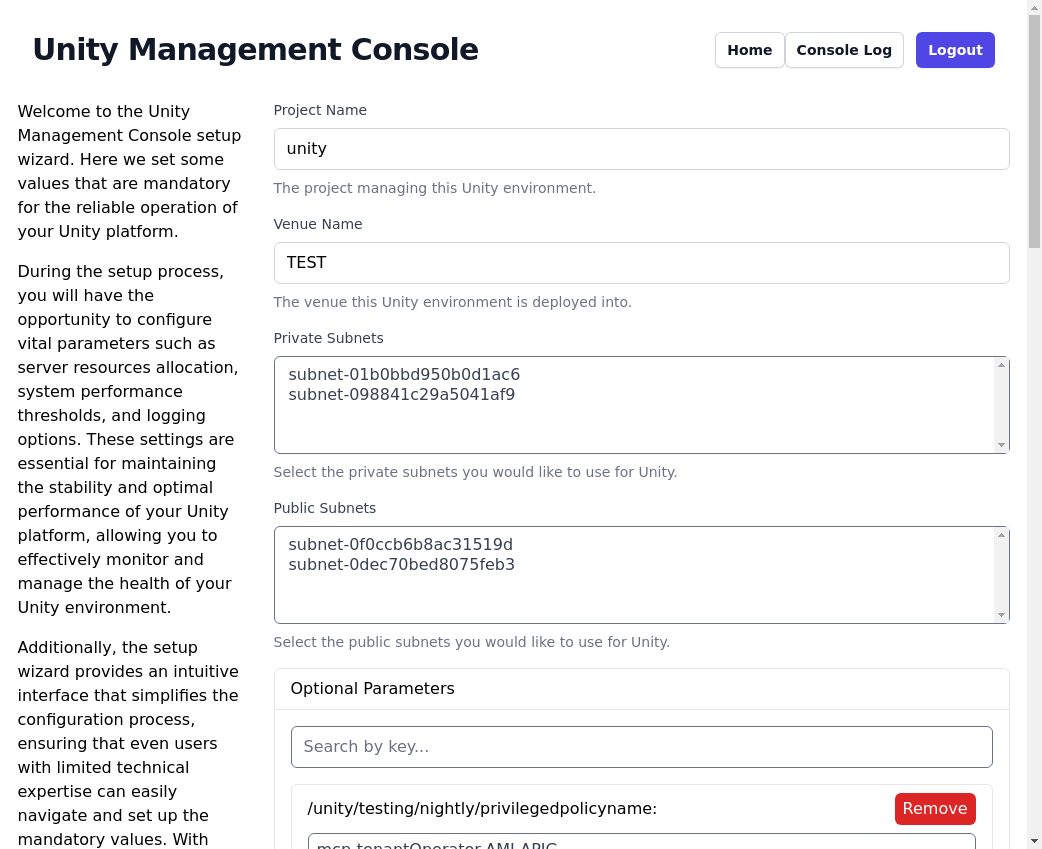 Unity Management Console
Home
Console Log
Logout
Welcome to the Unity
Management Console setup
wizard. Here we set some
values that are mandatory
for the reliable operation of
your Unity platform.
During the setup process,
you will have the
opportunity to configure
vital parameters such as
server resources allocation,
system performance
thresholds, and logging
options. These settings are
essential for maintaining
the stability and optimal
performance of your Unity
platform, allowing you to
effectively monitor and
manage the health of your
Unity environment.
Additionally, the setup
wizard provides an intuitive
interface that simplifies the
configuration process,
ensuring that even users
with limited technical
expertise can easily
navigate and set up the
mandatory values. With
Project Name
unity
The project managing this Unity environment.
Venue Name
TEST
The venue this Unity environment is deployed into.
Private Subnets
subnet-01b0bbd950b0d1ac6
subnet-098841c29a5041af9
Select the private subnets you would like to use for Unity.
Public Subnets
subnet-0f0ccb6b8ac31519d
subnet-0dec70bed8075feb3
Select the public subnets you would like to use for Unity.
Optional Parameters
Search by key...
/unity/testing/nightly/privilegedpolicyname:
Remove
mcp-tenantOperator-AMI-APIG